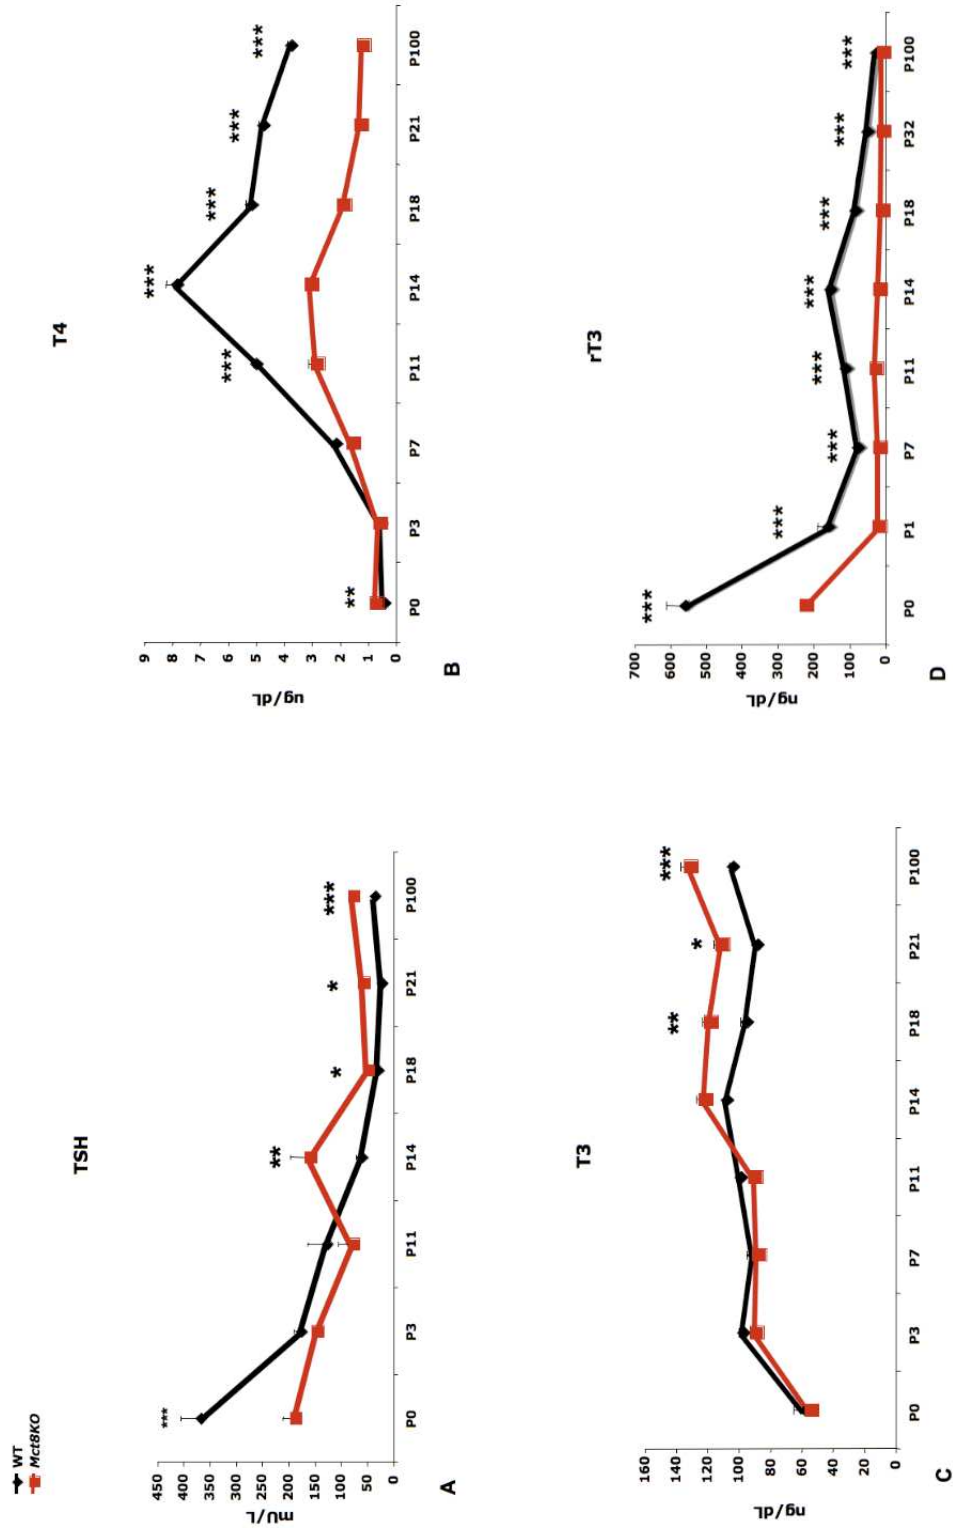 WT
Mct8KO
TSH
***
**
*
*
***
mU/L
450
400
350
300
250
200
150
100
50
0
P0
P3
P11
P14
P18
P21
P100
A
T4
**
***
***
***
***
***
ug/dL
9
8
7
6
5
4
3
2
1
0
P0
P3
P7
P11
P14
P18
P21
P100
B
T3
**
*
***
ng/dL
160
140
120
100
80
60
40
20
0
P0
P3
P7
P11
P14
P18
P21
P100
C
rT3
***
***
***
***
***
***
***
***
ng/dL
700
600
500
400
300
200
100
0
P0
P1
P7
P11
P14
P18
P32
P100
D